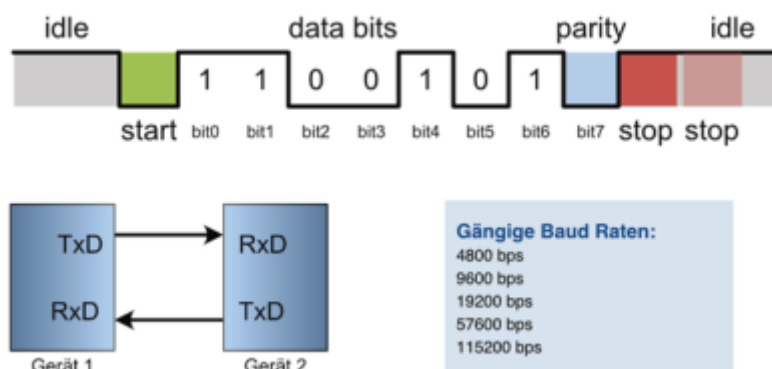 idle data bits parity idle
1 1 0 0 1 0 1
start bit0 bit1 bit2 bit3 bit4 bit5 bit6 bit7 stop stop
TxD RxD
RxD TxD
Gerät 1 Gerät 2
Gängige Baud Raten:
4800 bps
9600 bps
19200 bps
57600 bps
115200 bps